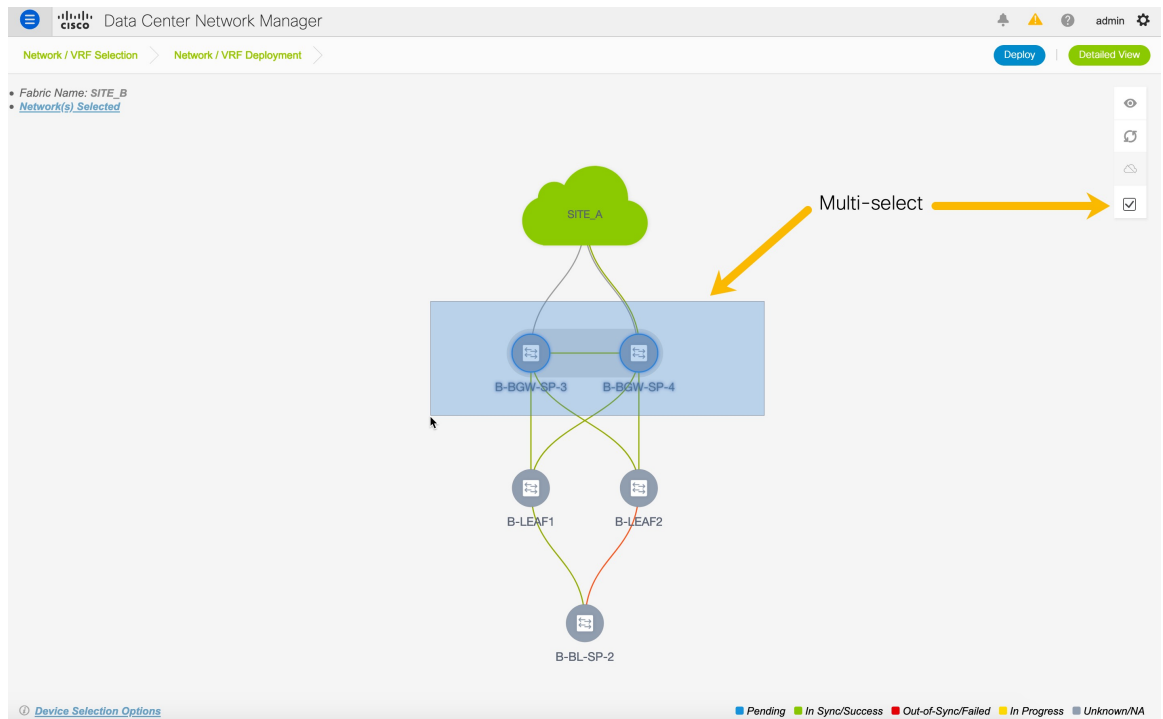 cisco Data Center Network Manager
admin
Network / VRF Selection
Network / VRF Deployment
Deploy
Detailed View
Fabric Name: SITE_B
Network(s) Selected
SITE_A
Multi-select
B-BGW-SP-3
B-BGW-SP-4
B-LEAF1
B-LEAF2
B-BL-SP-2
Device Selection Options
Pending In Sync/Success Out-of-Sync/Failed In Progress Unknown/NA